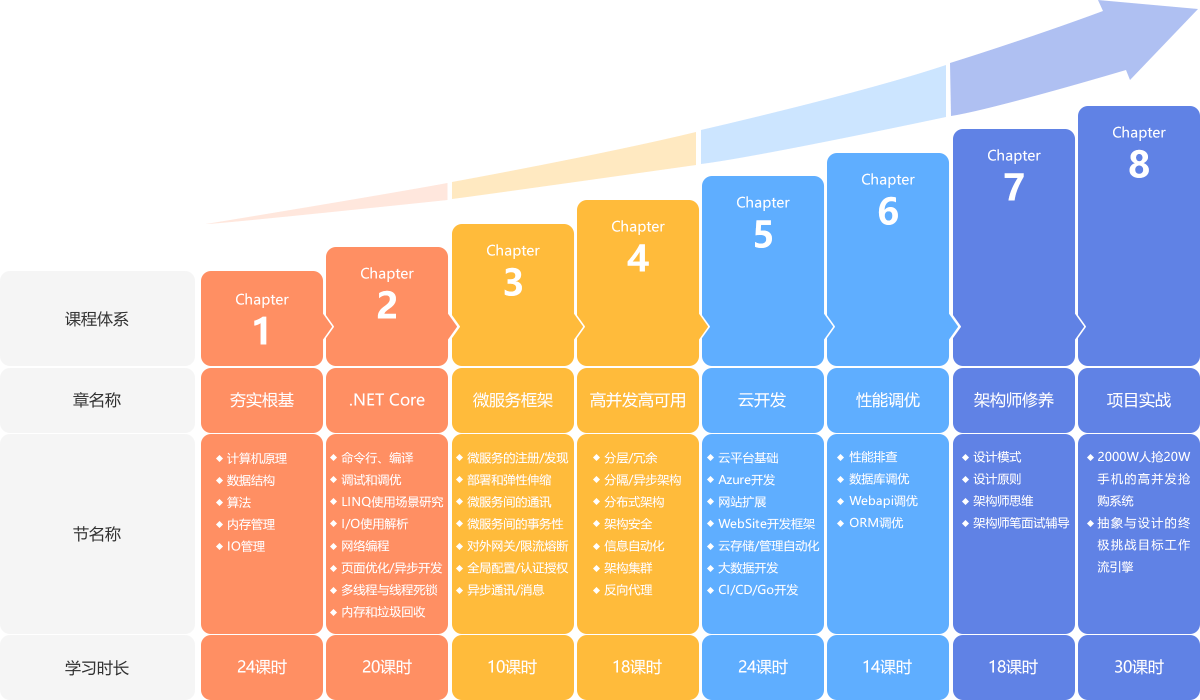 课程体系
Chapter
1
Chapter
2
Chapter
3
Chapter
4
Chapter
5
Chapter
6
Chapter
7
Chapter
8
章名称
夯实根基
.NET Core
微服务框架
高并发高可用
云开发
性能调优
架构师修养
项目实战
节名称
计算机原理
数据结构
算法
内存管理
IO管理
命令行、编译
调试和调优
LINQ使用场景研究
I/O使用解析
网络编程
页面优化/异步开发
多线程与线程死锁
内存和垃圾回收
微服务的注册/发现
部署和弹性伸缩
微服务间的通讯
微服务间的事务性
对外网关/限流熔断
全局配置/认证授权
异步通讯/消息
分层/冗余
分隔/异步架构
分布式架构
架构安全
信息自动化
架构集群
反向代理
云平台基础
Azure开发
网站扩展
WebSite开发框架
云存储/管理自动化
大数据开发
CI/CD/Go开发
性能排查
数据库调优
Webapi调优
ORM调优
设计模式
设计原则
架构师思维
架构师笔面试辅导
2000W人抢20W
手机的高并发抢
购系统
抽象与设计的终
极挑战目标工作
流引擎
学习时长
24课时
20课时
10课时
18课时
24课时
14课时
18课时
30课时